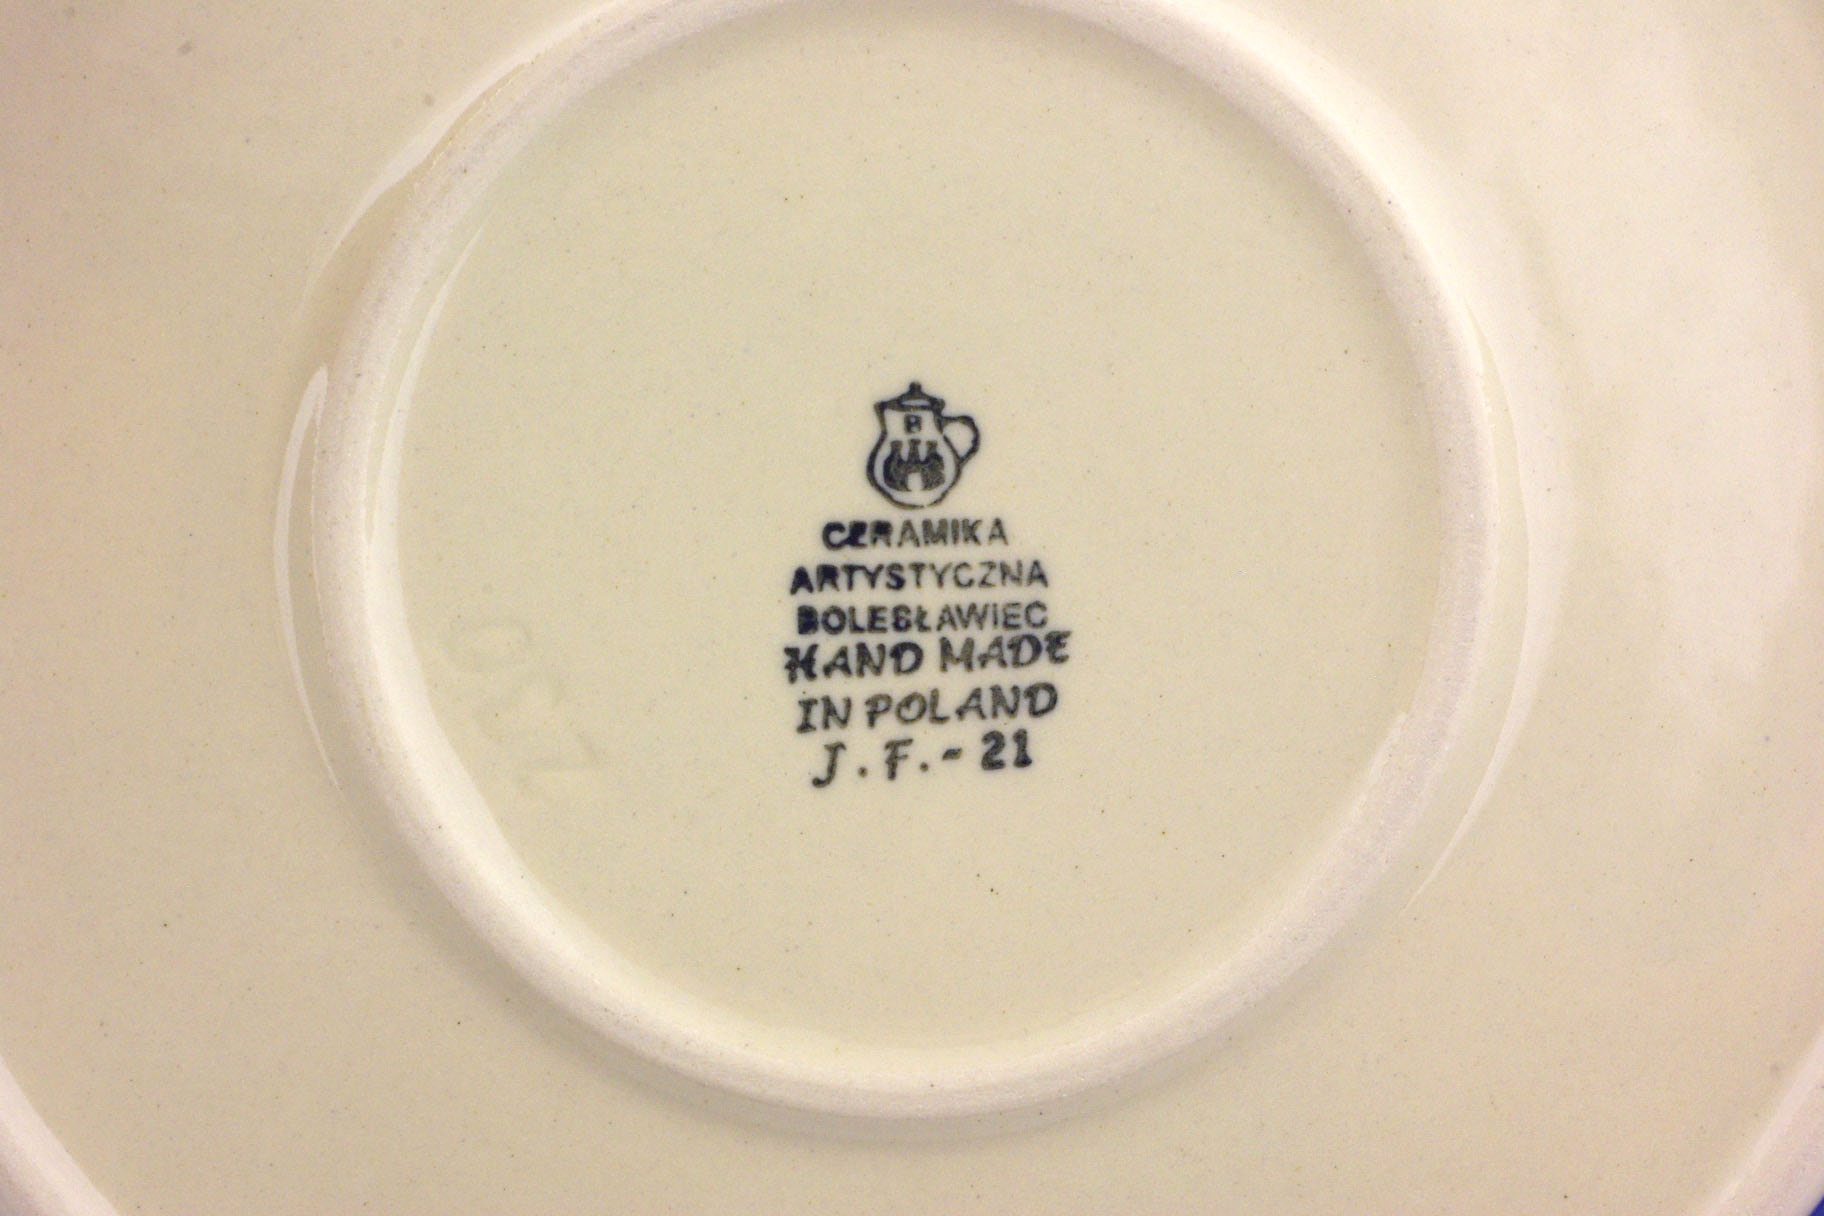 B
CERAMIKA
ARTYSTYCZNA
BOLESŁAWIEC
HAND MADE
IN POLAND
J.F.-21